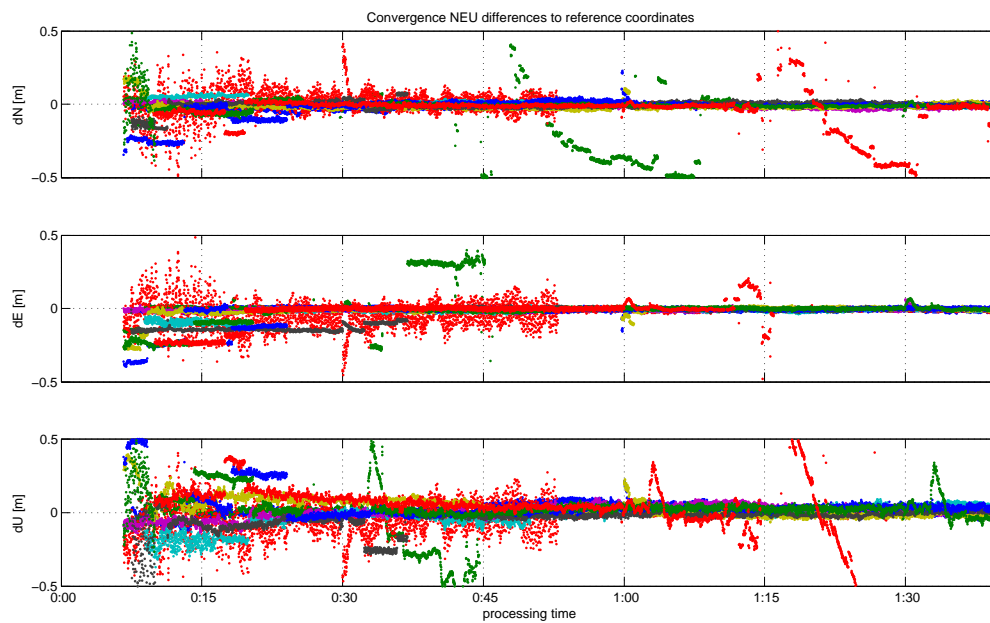 Convergence NEU differences to reference coordinates
0.5
0
−0.5
dN [m]
0.5
0
−0.5
dE [m]
0.5
0
−0.5
dU [m]
0:00 0:15 0:30 0:45 1:00 1:15 1:30
processing time